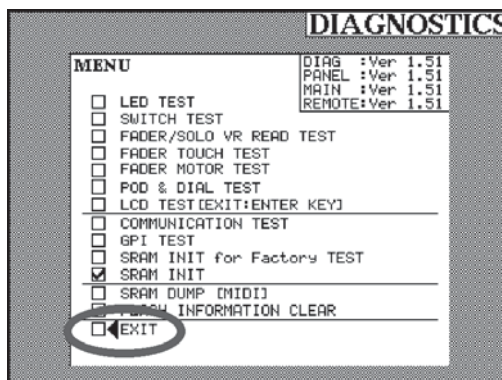 DIAGNOSTICS
MENU
DIAG :Ver 1.51
PANEL :Ver 1.51
MAIN :Ver 1.51
REMOTE:Ver 1.51
LED TEST
SWITCH TEST
FADER/SOLO VR READ TEST
FADER TOUCH TEST
FADER MOTOR TEST
POD & DIAL TEST
LCD TEST[EXIT:ENTER KEY]
COMMUNICATION TEST
GPI TEST
SRAM INIT for Factory TEST
SRAM INIT
SRAM DUMP [MIDI]
INFORMATION CLEAR
EXIT